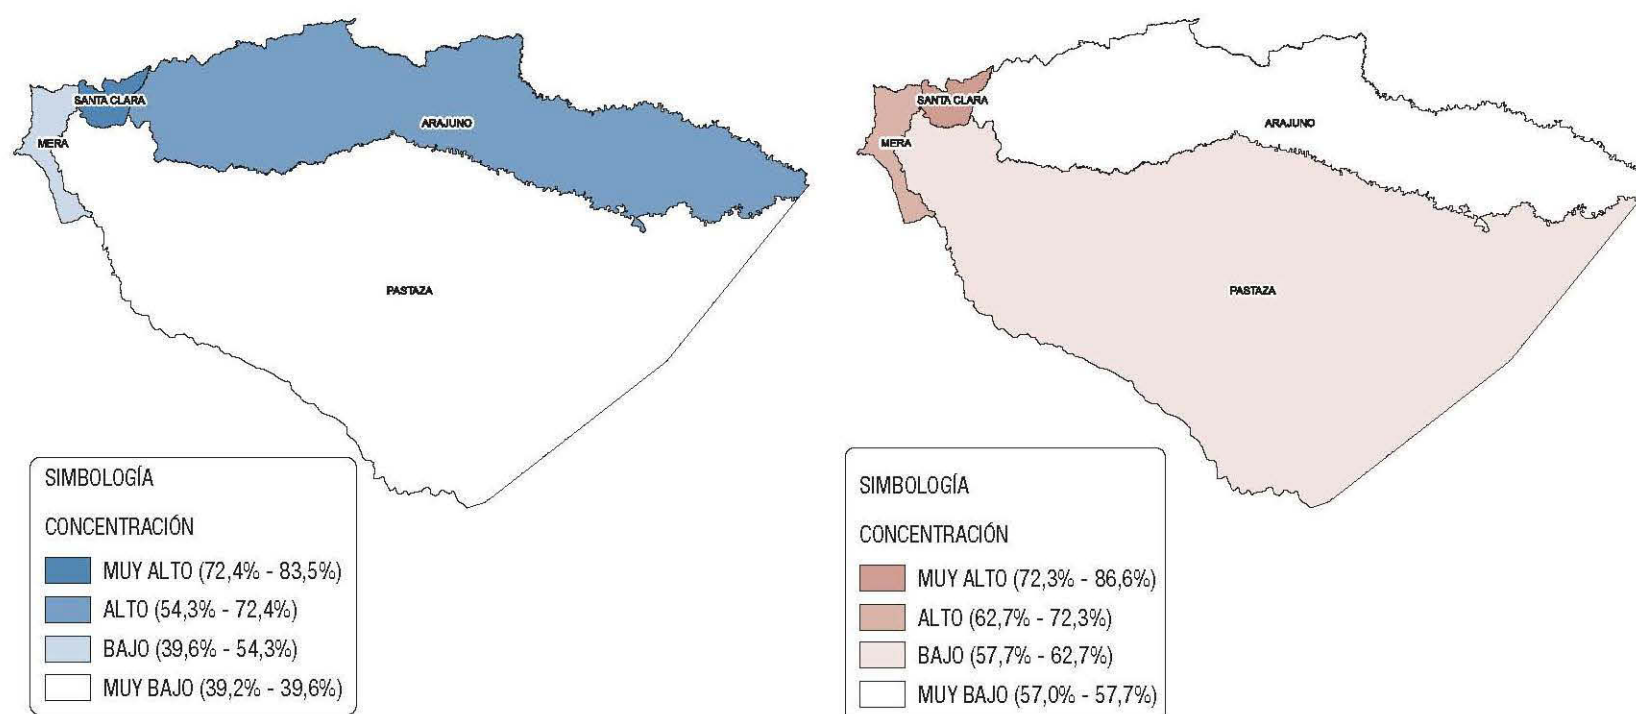 SANTA CLARA
ARAJUNO
MERA
PASTAZA
SIMBOLOGÍA
CONCENTRACIÓN
MUY ALTO (72,4% - 83,5%)
ALTO (54,3% - 72,4%)
BAJO (39,6% - 54,3%)
MUY BAJO (39,2% - 39,6%)
SANTA CLARA
ARAJUNO
MERA
PASTAZA
SIMBOLOGÍA
CONCENTRACIÓN
MUY ALTO (72,3% - 86,6%)
ALTO (62,7% - 72,3%)
BAJO (57,7% - 62,7%)
MUY BAJO (57,0% - 57,7%)